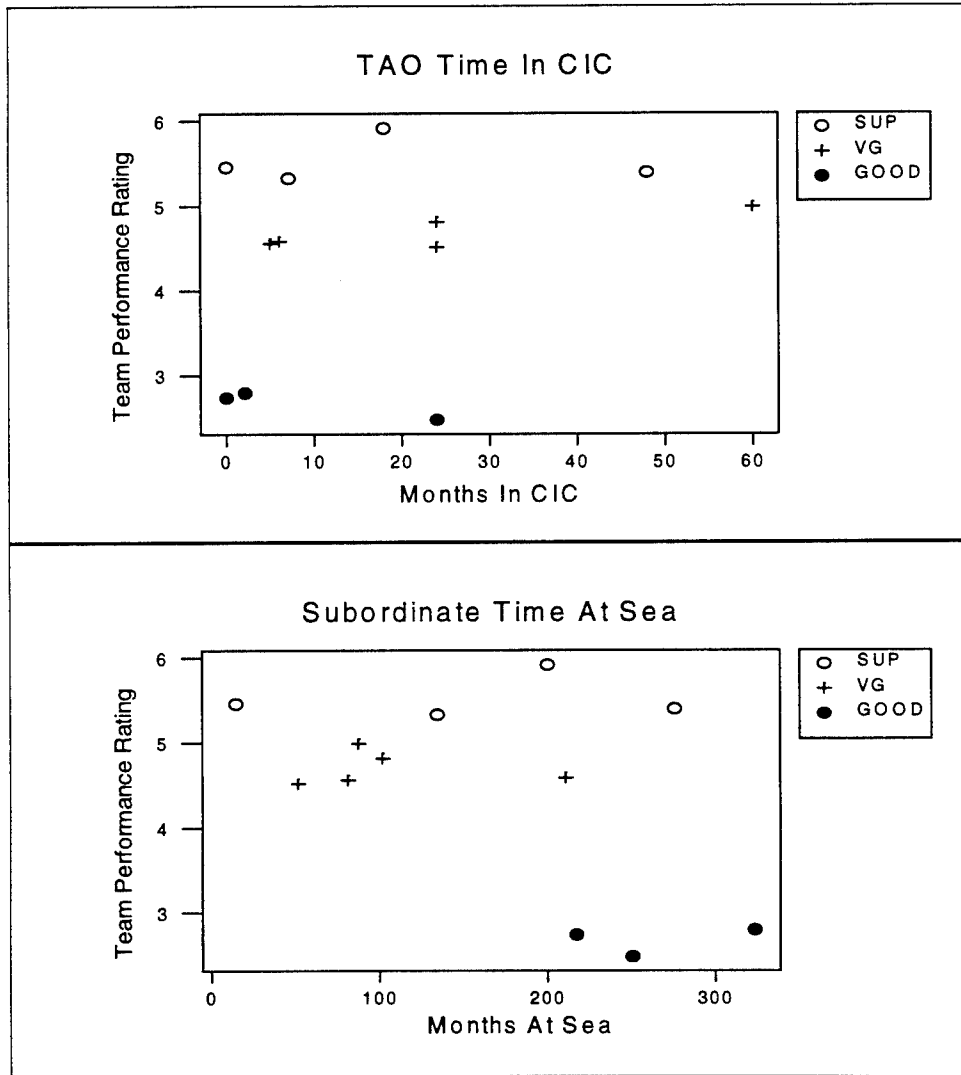 TAO Time In CIC
SUP
VG
GOOD
Team Performance Rating
6
5
4
3
0 10 20 30 40 50 60
Months In CIC
Subordinate Time At Sea
SUP
VG
GOOD
Team Performance Rating
6
5
4
3
0 100 200 300
Months At Sea